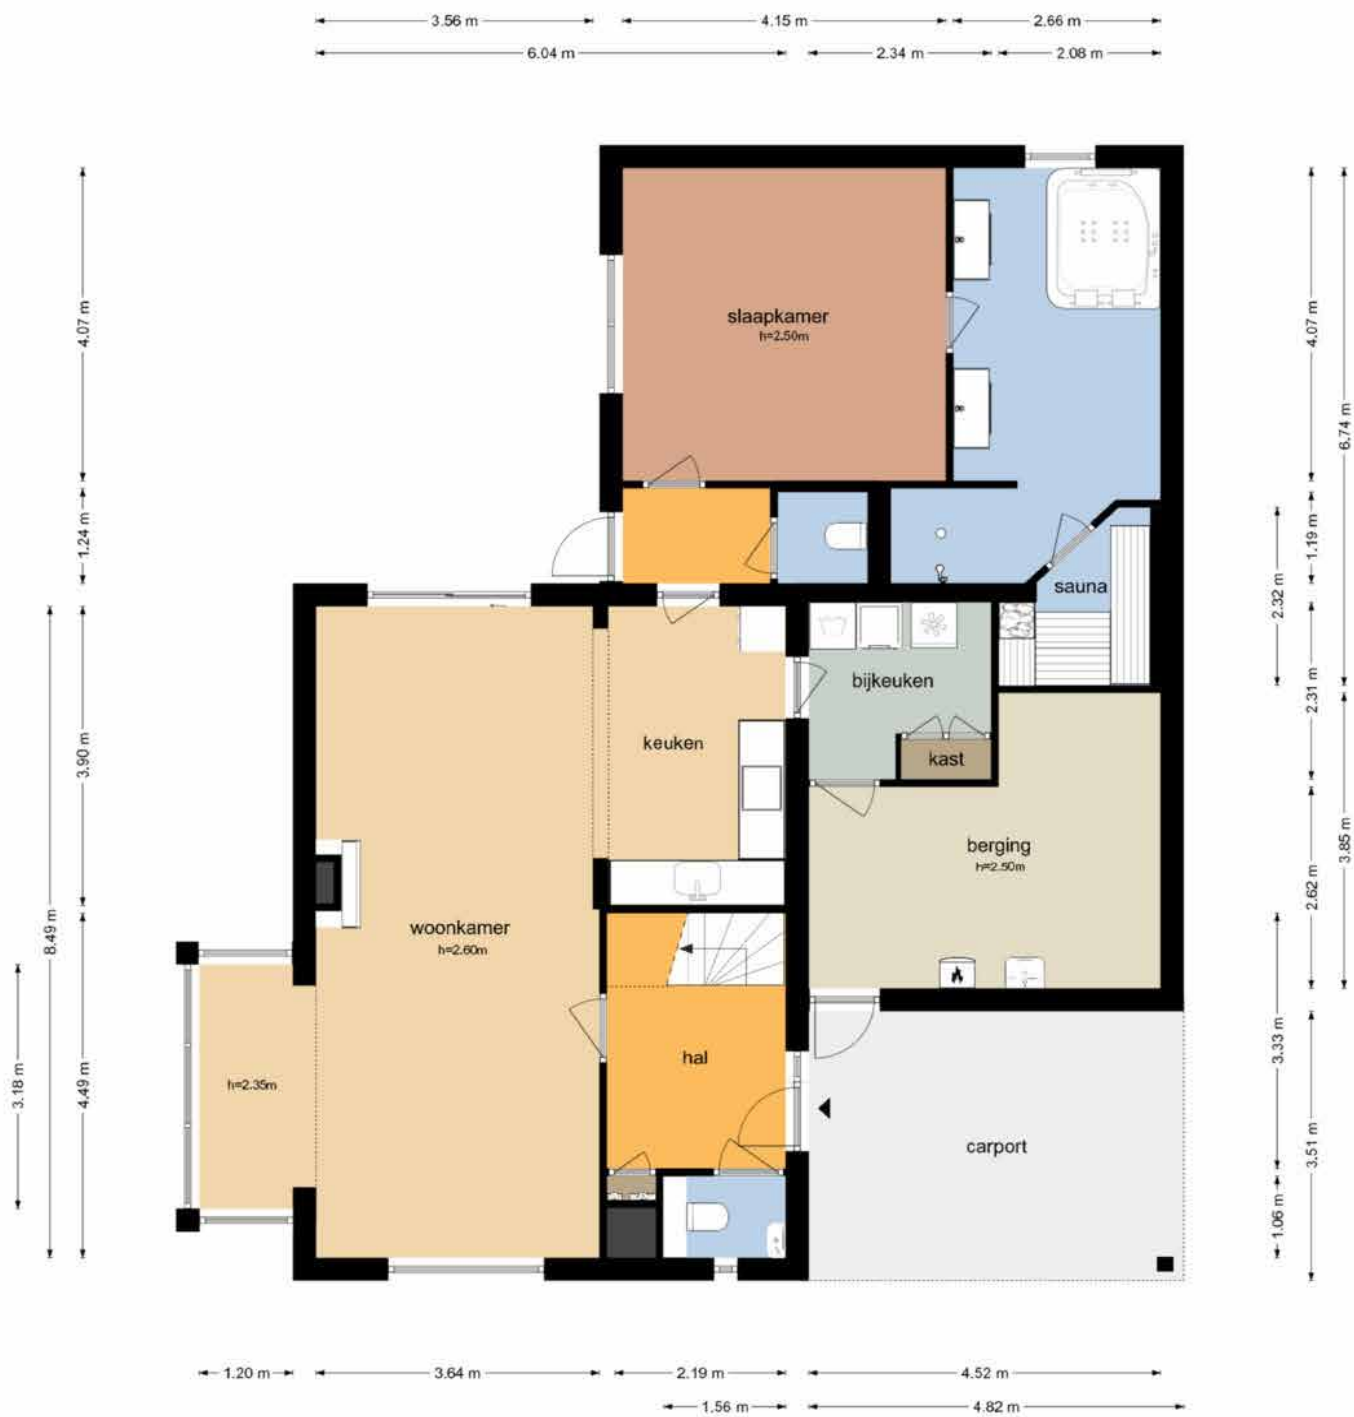 3.56 m
4.15 m
2.66 m
6.04 m
2.34 m
2.08 m
4.07 m
slaapkamer
h=2.50m
4.07 m
6.74 m
1.24 m
1.19 m
sauna
2.32 m
bijkeuken
2.31 m
keuken
kast
3.90 m
berging
h=2.50m
3.85 m
2.62 m
woonkamer
h=2.60m
8.49 m
hal
3.33 m
h=2.35m
3.18 m
4.49 m
carport
3.51 m
1.06 m
1.20 m
3.64 m
2.19 m
4.52 m
1.56 m
4.82 m